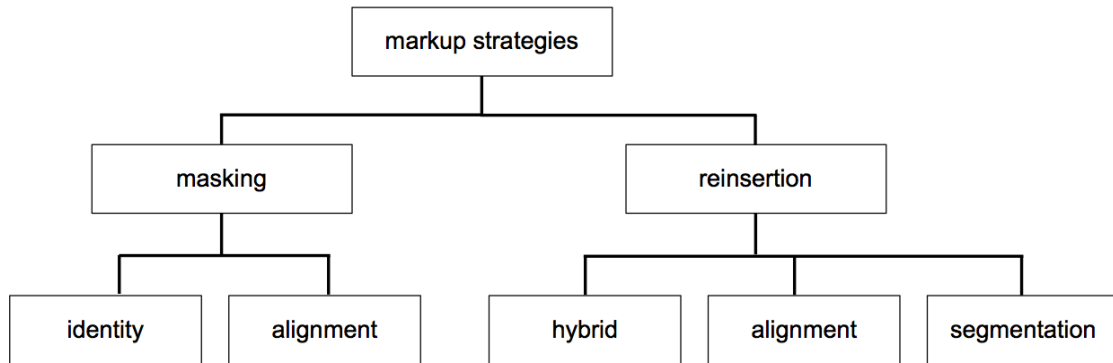 markup strategies
masking
reinsertion
identity
alignment
hybrid
alignment
segmentation